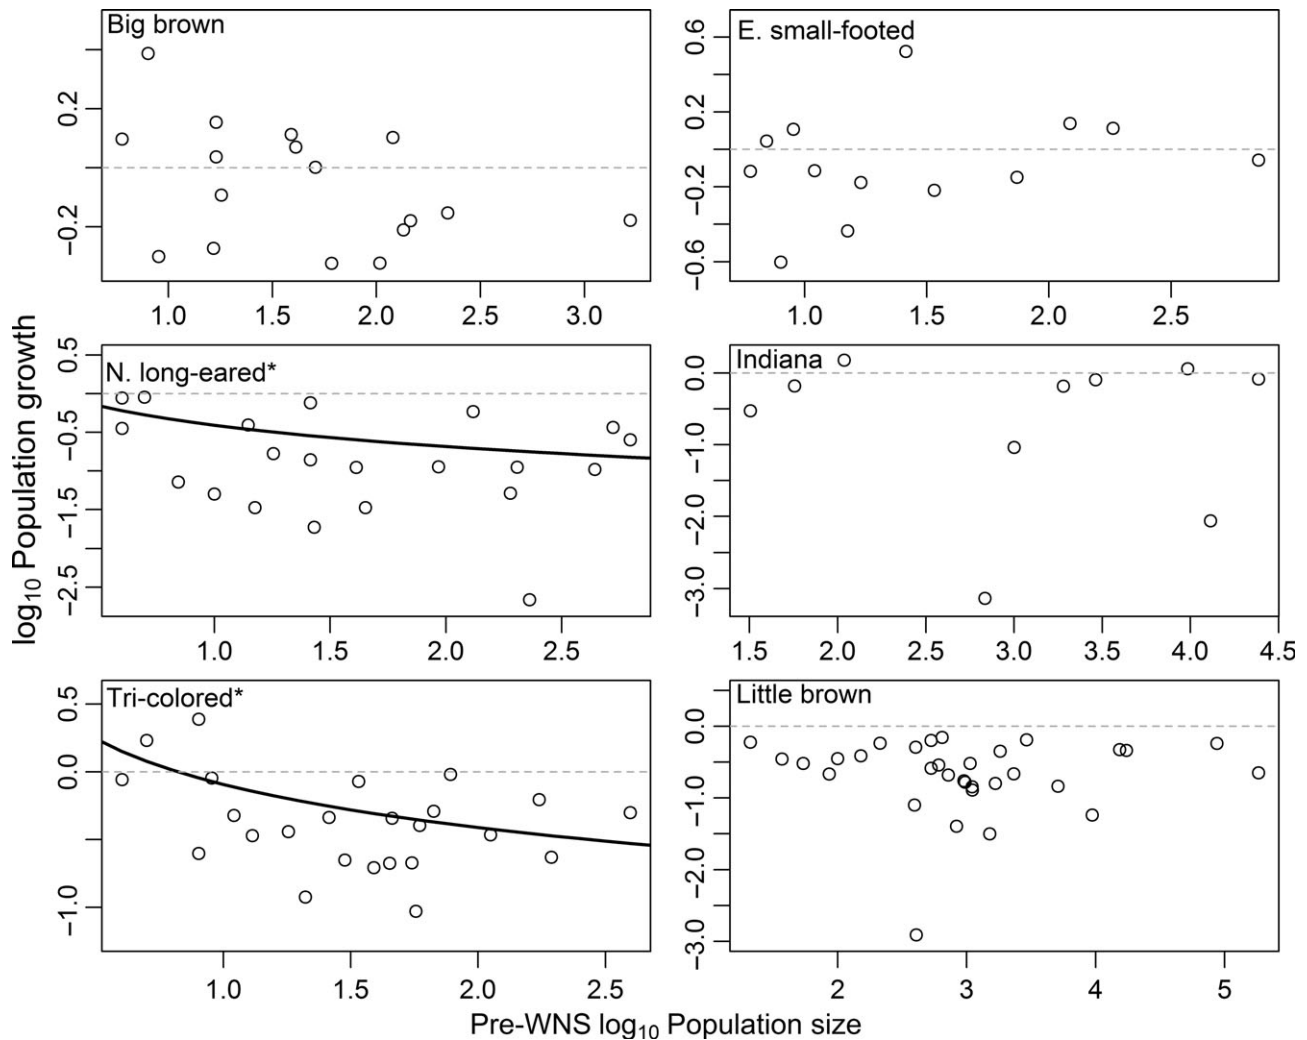 Big brown
0.2
−0.2
1.0 1.5 2.0 2.5 3.0
E. small-footed
0.6
0.2
−0.2
−0.6
1.0 1.5 2.0 2.5
log10 Population growth
N. long-eared*
0.5
−0.5
−1.5
−2.5
1.0 1.5 2.0 2.5
Indiana
0.0
−1.0
−2.0
−3.0
1.5 2.0 2.5 3.0 3.5 4.0 4.5
Tri-colored*
0.5
0.0
−1.0
1.0 1.5 2.0 2.5
Little brown
0.0
−1.0
−2.0
−3.0
2 3 4 5
Pre-WNS log10 Population size